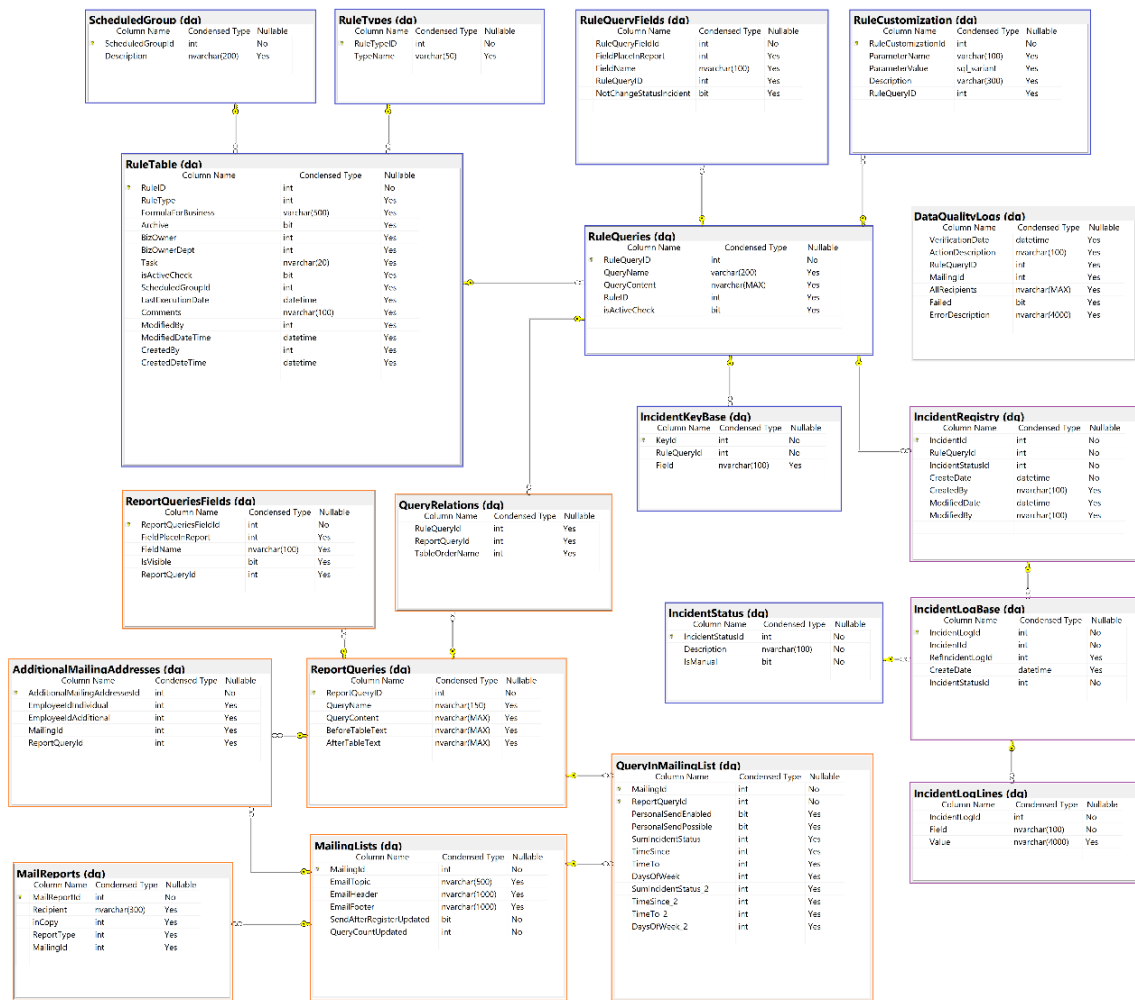 ScheduledGroup (dq)
Column Name Condensed Type Nullable
ScheduledGroupId int No
Description nvarchar(200) Yes
RuleTypes (dq)
Column Name Condensed Type Nullable
RuleTypeID int No
TypeName varchar(50) Yes
RuleQueryFields (dq)
Column Name Condensed Type Nullable
RuleQueryFieldId int No
FieldPlaceInReport int Yes
FieldName nvarchar(100) Yes
RuleQueryID int Yes
NotChangeStatusIncident bit Yes
RuleCustomization (dq)
Column Name Condensed Type Nullable
RuleCustomizationId int No
ParameterName varchar(100) Yes
ParameterValue sql_variant Yes
Description varchar(300) Yes
RuleQueryID int Yes
RuleTable (dq)
Column Name Condensed Type Nullable
RuleID int No
RuleType int Yes
FormulaForBusiness varchar(500) Yes
Archive bit Yes
BizOwner int Yes
BizOwnerDept int Yes
Task nvarchar(20) Yes
isActiveCheck bit Yes
ScheduledGroupId int Yes
LastExecutionDate datetime Yes
Comments nvarchar(100) Yes
ModifiedBy int Yes
ModifiedDateTime datetime Yes
CreatedBy int Yes
CreatedDateTime datetime Yes
RuleQueries (dq)
Column Name Condensed Type Nullable
RuleQueryID int No
QueryName varchar(200) Yes
QueryContent nvarchar(MAX) Yes
RuleID int Yes
isActiveCheck bit Yes
DataQualityLogs (dq)
Column Name Condensed Type Nullable
VerificationDate datetime Yes
ActionDescription nvarchar(100) Yes
RuleQueryID int Yes
MailingId int Yes
AllRecipients nvarchar(MAX) Yes
Failed bit Yes
ErrorDescription nvarchar(4000) Yes
IncidentKeyBase (dq)
Column Name Condensed Type Nullable
KeyId int No
RuleQueryId int No
Field nvarchar(100) Yes
IncidentRegistry (dq)
Column Name Condensed Type Nullable
IncidentId int No
RuleQueryId int No
IncidentStatusId int No
CreateDate datetime No
CreatedBy nvarchar(100) Yes
ModifiedDate datetime Yes
ModifiedBy nvarchar(100) Yes
ReportQueriesFields (dq)
Column Name Condensed Type Nullable
ReportQueriesFieldId int No
FieldPlaceInReport int Yes
FieldName nvarchar(100) Yes
IsVisible bit Yes
ReportQueryId int Yes
QueryRelations (dq)
Column Name Condensed Type Nullable
RuleQueryId int Yes
ReportQueryId int Yes
TableOrderName int Yes
IncidentStatus (dq)
Column Name Condensed Type Nullable
IncidentStatusId int No
Description nvarchar(100) No
IsManual bit No
IncidentLogBase (dq)
Column Name Condensed Type Nullable
IncidentLogId int No
IncidentId int No
RefIncidentLogId int Yes
CreateDate datetime Yes
IncidentStatusId int No
AdditionalMailingAddresses (dq)
Column Name Condensed Type Nullable
AdditionalMailingAddressesId int No
EmployeeIdIndividual int Yes
EmployeeIdAdditional int Yes
MailingId int Yes
ReportQueryId int Yes
ReportQueries (dq)
Column Name Condensed Type Nullable
ReportQueryID int No
QueryName nvarchar(150) Yes
QueryContent nvarchar(MAX) Yes
BeforeTableText nvarchar(MAX) Yes
AfterTableText nvarchar(MAX) Yes
QueryInMailingList (dq)
Column Name Condensed Type Nullable
MailingId int No
ReportQueryId int No
PersonalSendEnabled bit Yes
PersonalSendPossible bit Yes
SumIncidentStatus int Yes
TimeSince int Yes
TimeTo int Yes
DaysOfWeek int Yes
SumIncidentStatus_2 int Yes
TimeSince_2 int Yes
TimeTo_2 int Yes
DaysOfWeek_2 int Yes
IncidentLogLines (dq)
Column Name Condensed Type Nullable
IncidentLogId int No
Field nvarchar(100) No
Value nvarchar(4000) Yes
MailingLists (dq)
Column Name Condensed Type Nullable
MailingId int No
EmailTopic nvarchar(500) Yes
EmailHeader nvarchar(1000) Yes
EmailFooter nvarchar(1000) Yes
SendAfterRegisterUpdated bit No
QueryCountUpdated int No
MailReports (dq)
Column Name Condensed Type Nullable
MailReportId int No
Recipient nvarchar(300) Yes
inCopy int Yes
ReportType int Yes
MailingId int Yes